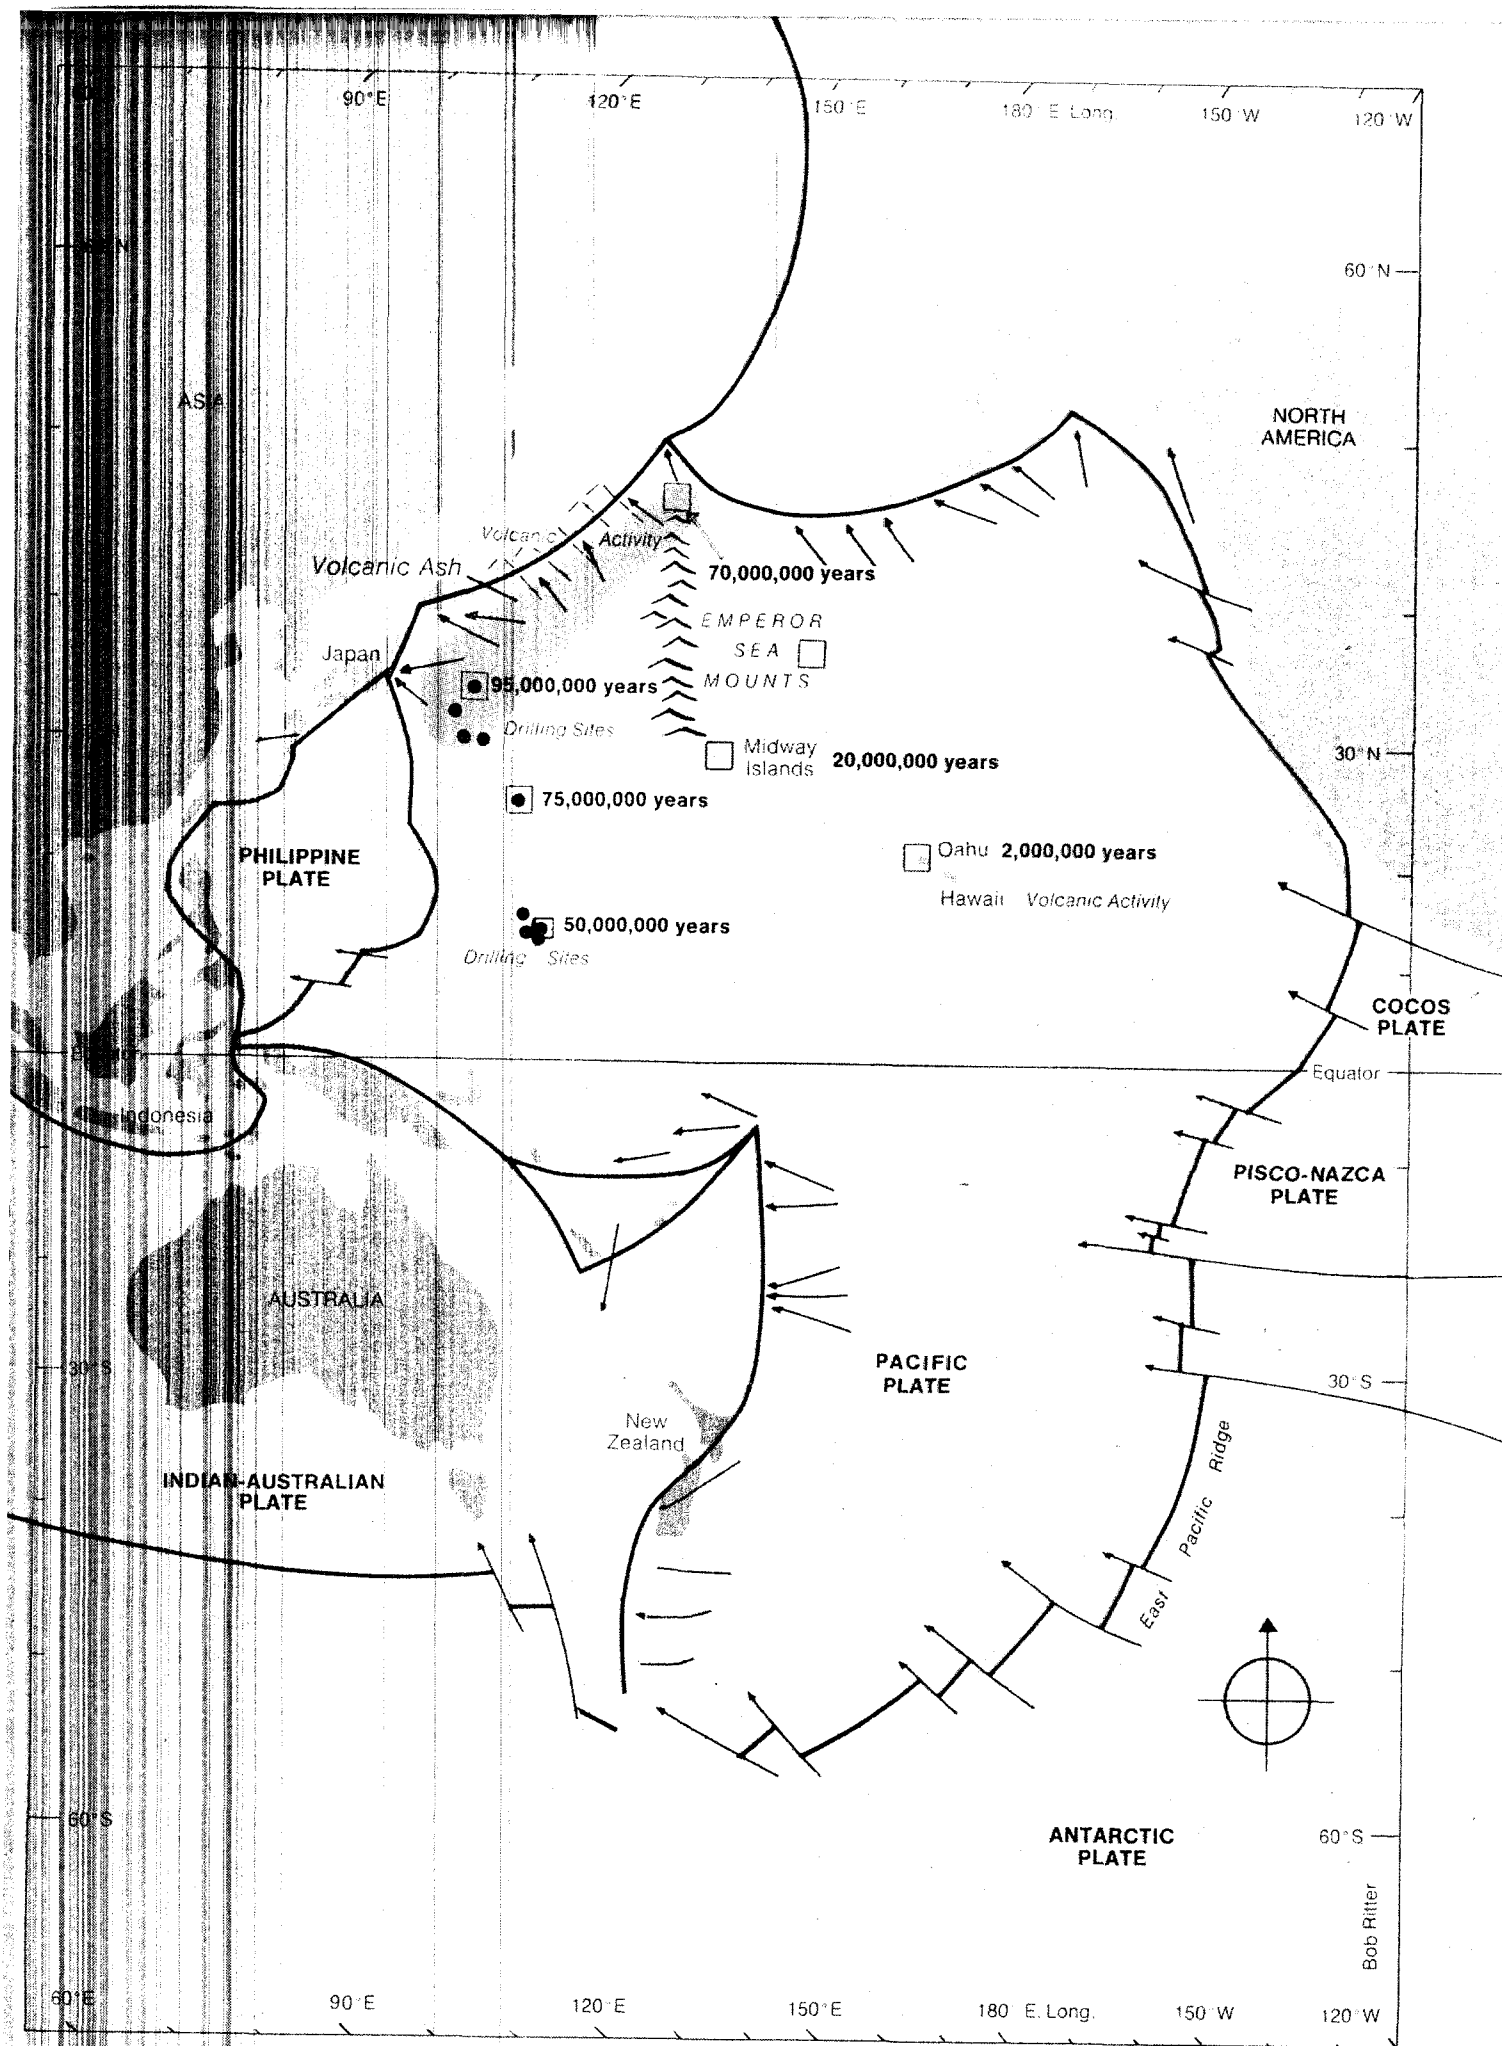 90°E
120°E
150°E
180° E. Long.
150°W
120°W
60°N
ASIA
NORTH
AMERICA
Volcanic Activity
Volcanic Ash
70,000,000 years
EMPEROR
SEA
MOUNTS
Japan
95,000,000 years
Drilling Sites
Midway
Islands
20,000,000 years
30°N
75,000,000 years
PHILIPPINE
PLATE
Oahu 2,000,000 years
Hawaii Volcanic Activity
50,000,000 years
Drilling Sites
COCOS
PLATE
Equator
Indonesia
PISCO-NAZCA
PLATE
AUSTRALIA
PACIFIC
PLATE
30°S
30°S
New
Zealand
East Pacific Ridge
INDIAN-AUSTRALIAN
PLATE
60°S
ANTARCTIC
PLATE
60°S
Bob Ritter
60°E
90°E
120°E
150°E
180° E. Long.
150°W
120°W